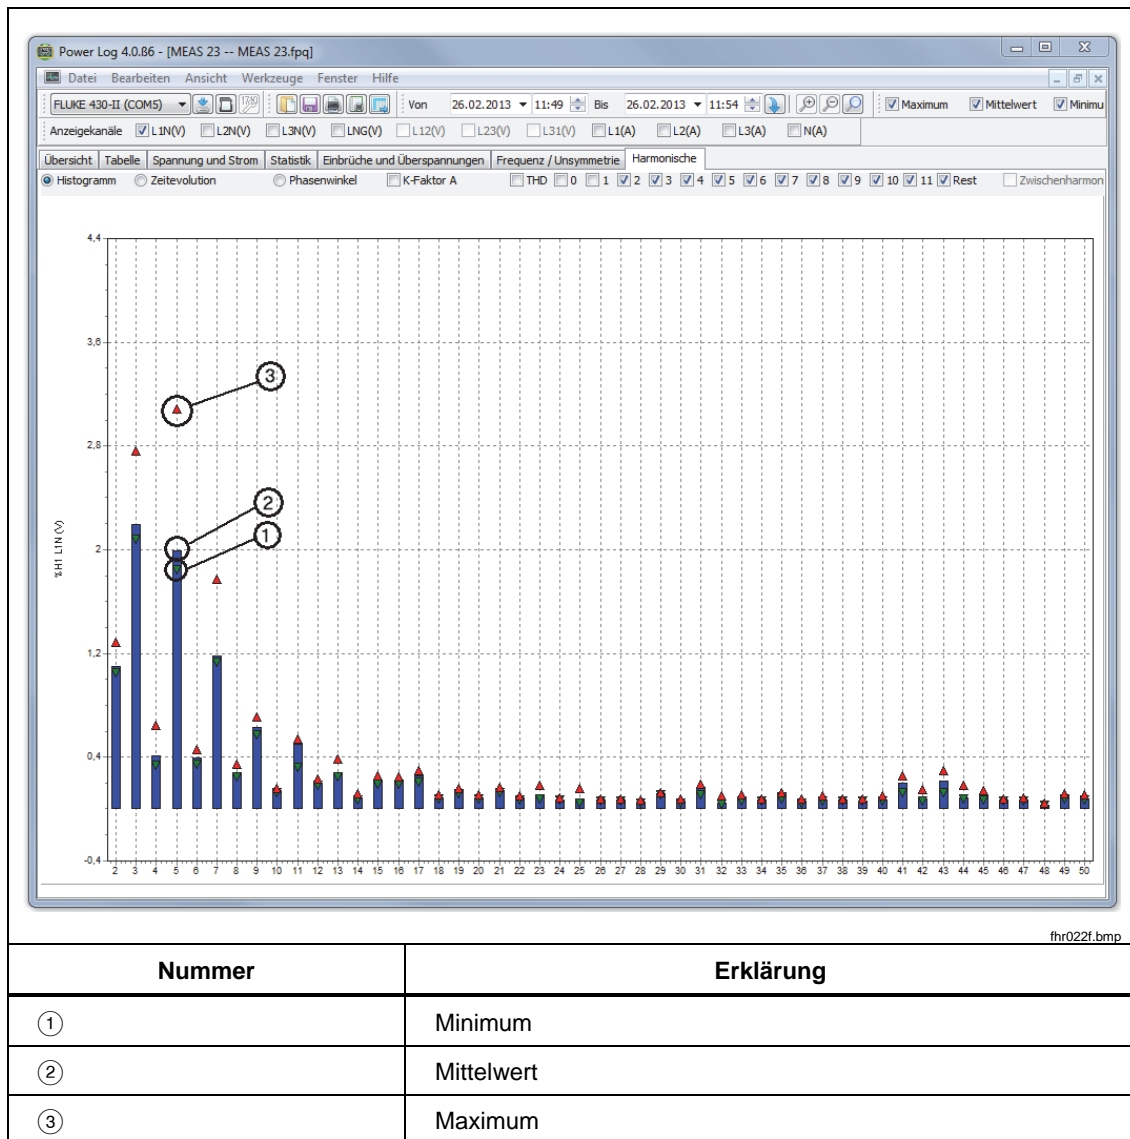 Power Log 4.0.86 - [MEAS 23 -- MEAS 23.fpq]
Datei Bearbeiten Ansicht Werkzeuge Fenster Hilfe
FLUKE 430-II (COM5) Von 26.02.2013 11:49 Bis 26.02.2013 11:54 Maximum Mittelwert Minimu
Anzeigekanäle L1N(V) L2N(V) L3N(V) LNG(V) L12(V) L23(V) L31(V) L1(A) L2(A) L3(A) N(A)
Übersicht Tabelle Spannung und Strom Statistik Einbrüche und Überspannungen Frequenz / Unsymmetrie Harmonische
Histogramm Zeitevolution Phasenwinkel K-Faktor A THD 0 1 2 3 4 5 6 7 8 9 10 11 Rest Zwischenharmon
4,4
3,6
3
2,8
2
1
%H1 L1N (V)
2
1,2
0,4
-0,4
2 3 4 5 6 7 8 9 10 11 12 13 14 15 16 17 18 19 20 21 22 23 24 25 26 27 28 29 30 31 32 33 34 35 36 37 38 39 40 41 42 43 44 45 46 47 48 49 50
fhr022f.bmp
Nummer Erklärung
① Minimum
② Mittelwert
③ Maximum